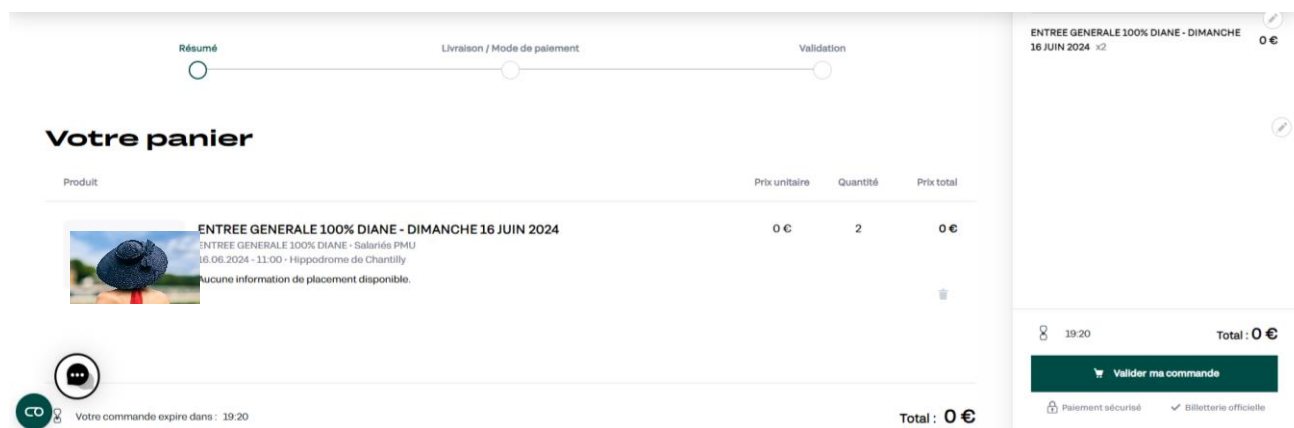 Résumé
Livraison / Mode de paiement
Validation
Votre panier
Produit
Prix unitaire
Quantité
Prix total
ENTREE GENERALE 100% DIANE - DIMANCHE 16 JUIN 2024
0 €
2
0 €
ENTREE GENERALE 100% DIANE - Salariés PMU
16.06.2024 - 11:00 - Hippodrome de Chantilly
Aucune information de placement disponible.
Votre commande expire dans : 19:20
Total : 0 €
ENTREE GENERALE 100% DIANE - DIMANCHE
16 JUIN 2024 x2
0 €
19:20
Total : 0 €
Valider ma commande
Paiement sécurisé
Billetterie officielle